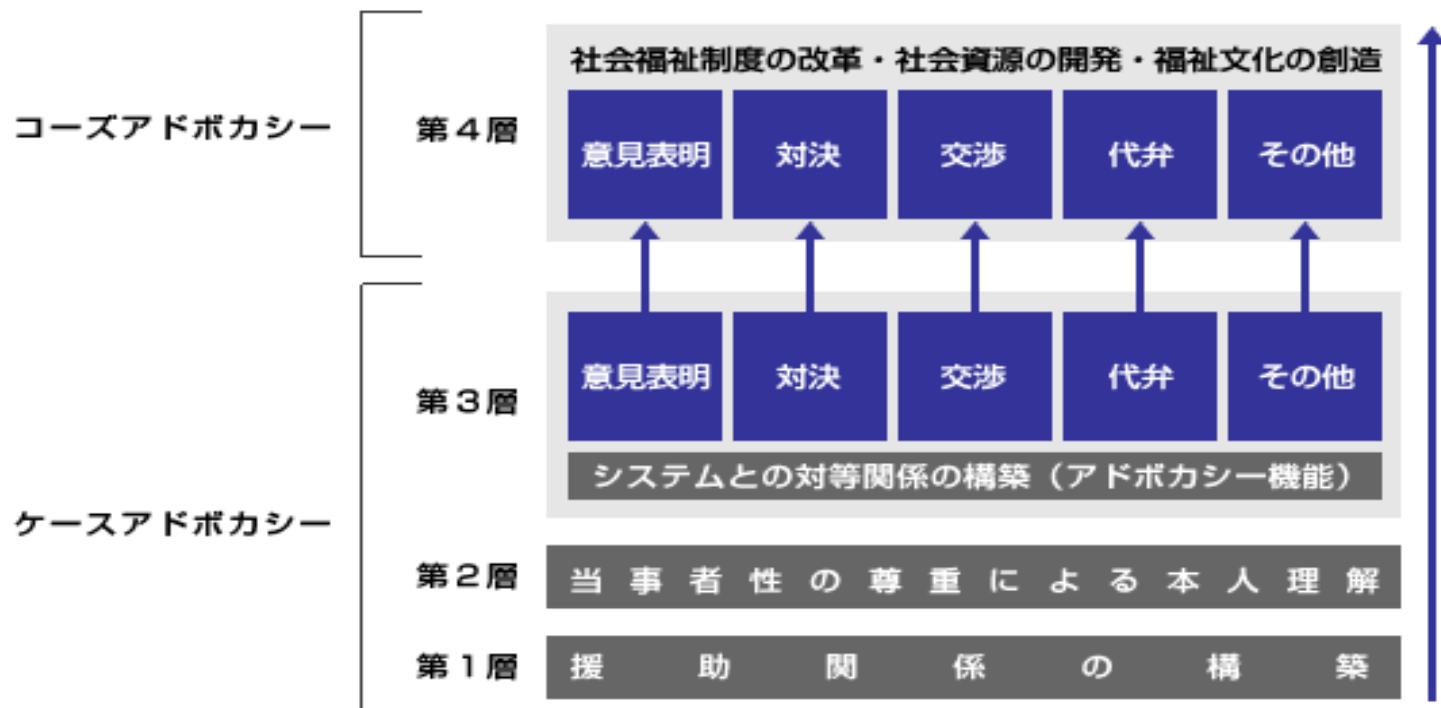 社会福祉制度の改革・社会資源の開発・福祉文化の創造
コーズアドボカシー
第4層
意見表明 対決 交渉 代弁 その他
意見表明 対決 交渉 代弁 その他
第3層
システムとの対等関係の構築（アドボカシー機能）
ケースアドボカシー
第2層 当事者性の尊重による本人理解
第1層 援助関係の構築